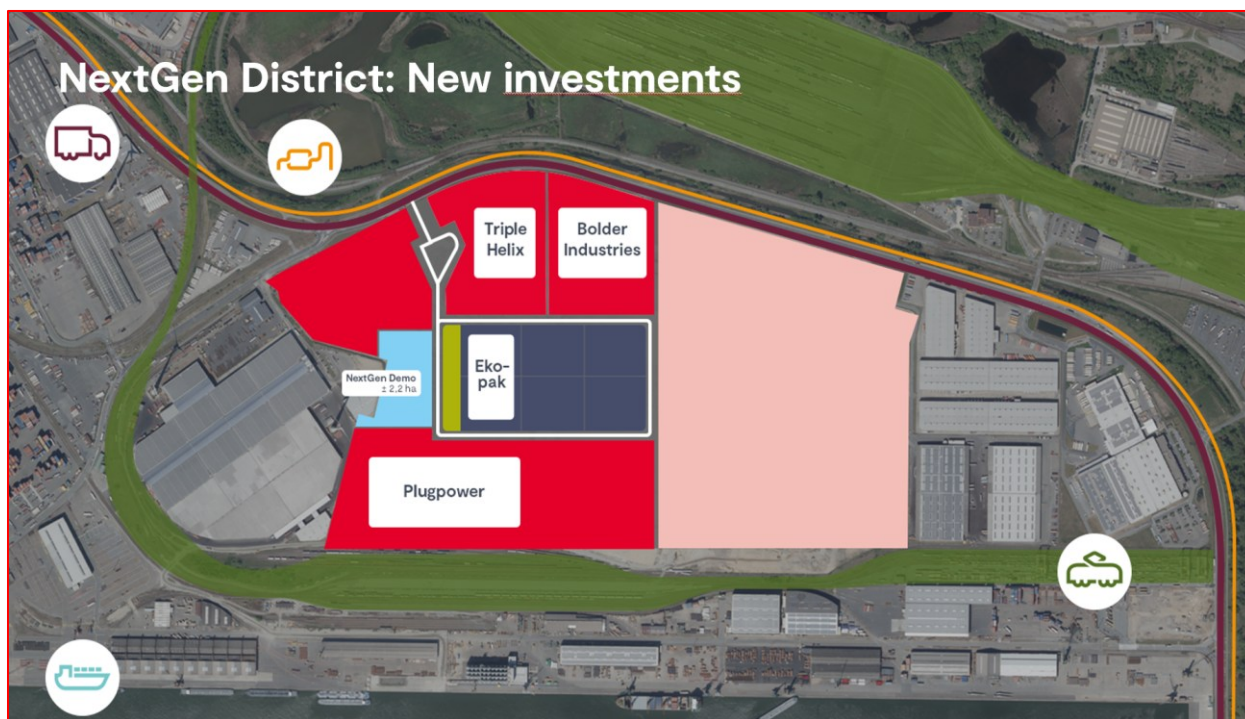 NextGen District: New investments
Triple
Helix
Bolder
Industries
NextGen Demo
± 2,2 ha
Eko-
pak
Plugpower